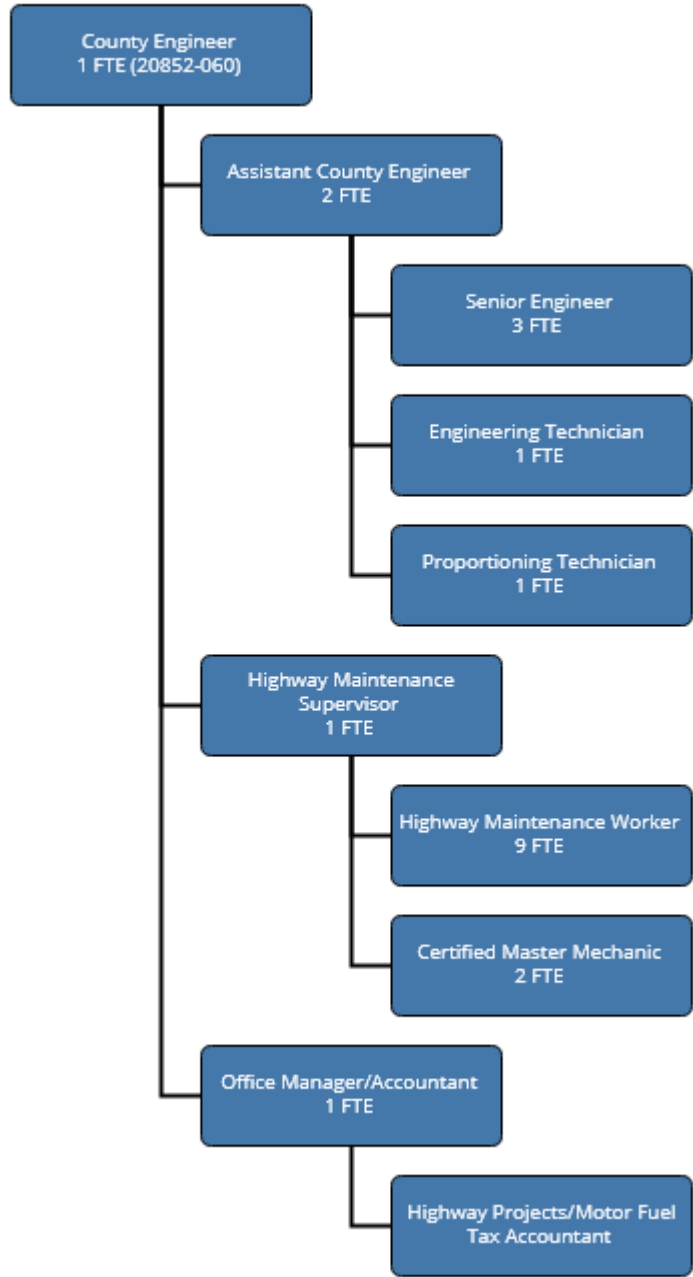 County Engineer
1 FTE (20852-060)
Assistant County Engineer
2 FTE
Senior Engineer
3 FTE
Engineering Technician
1 FTE
Proportioning Technician
1 FTE
Highway Maintenance
Supervisor
1 FTE
Highway Maintenance Worker
9 FTE
Certified Master Mechanic
2 FTE
Office Manager/Accountant
1 FTE
Highway Projects/Motor Fuel
Tax Accountant